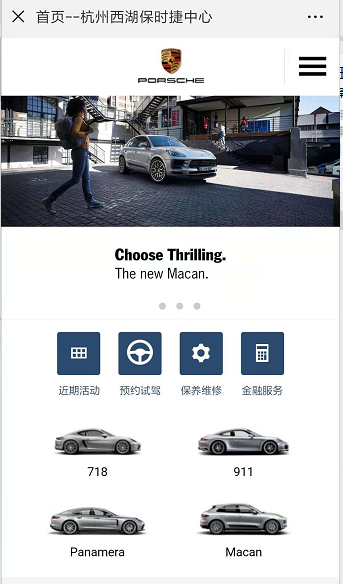 首页--杭州西湖保时捷中心
PORSCHE
Choose Thrilling.
The new Macan.
近期活动 预约试驾 保养维修 金融服务
718 911
Panamera Macan